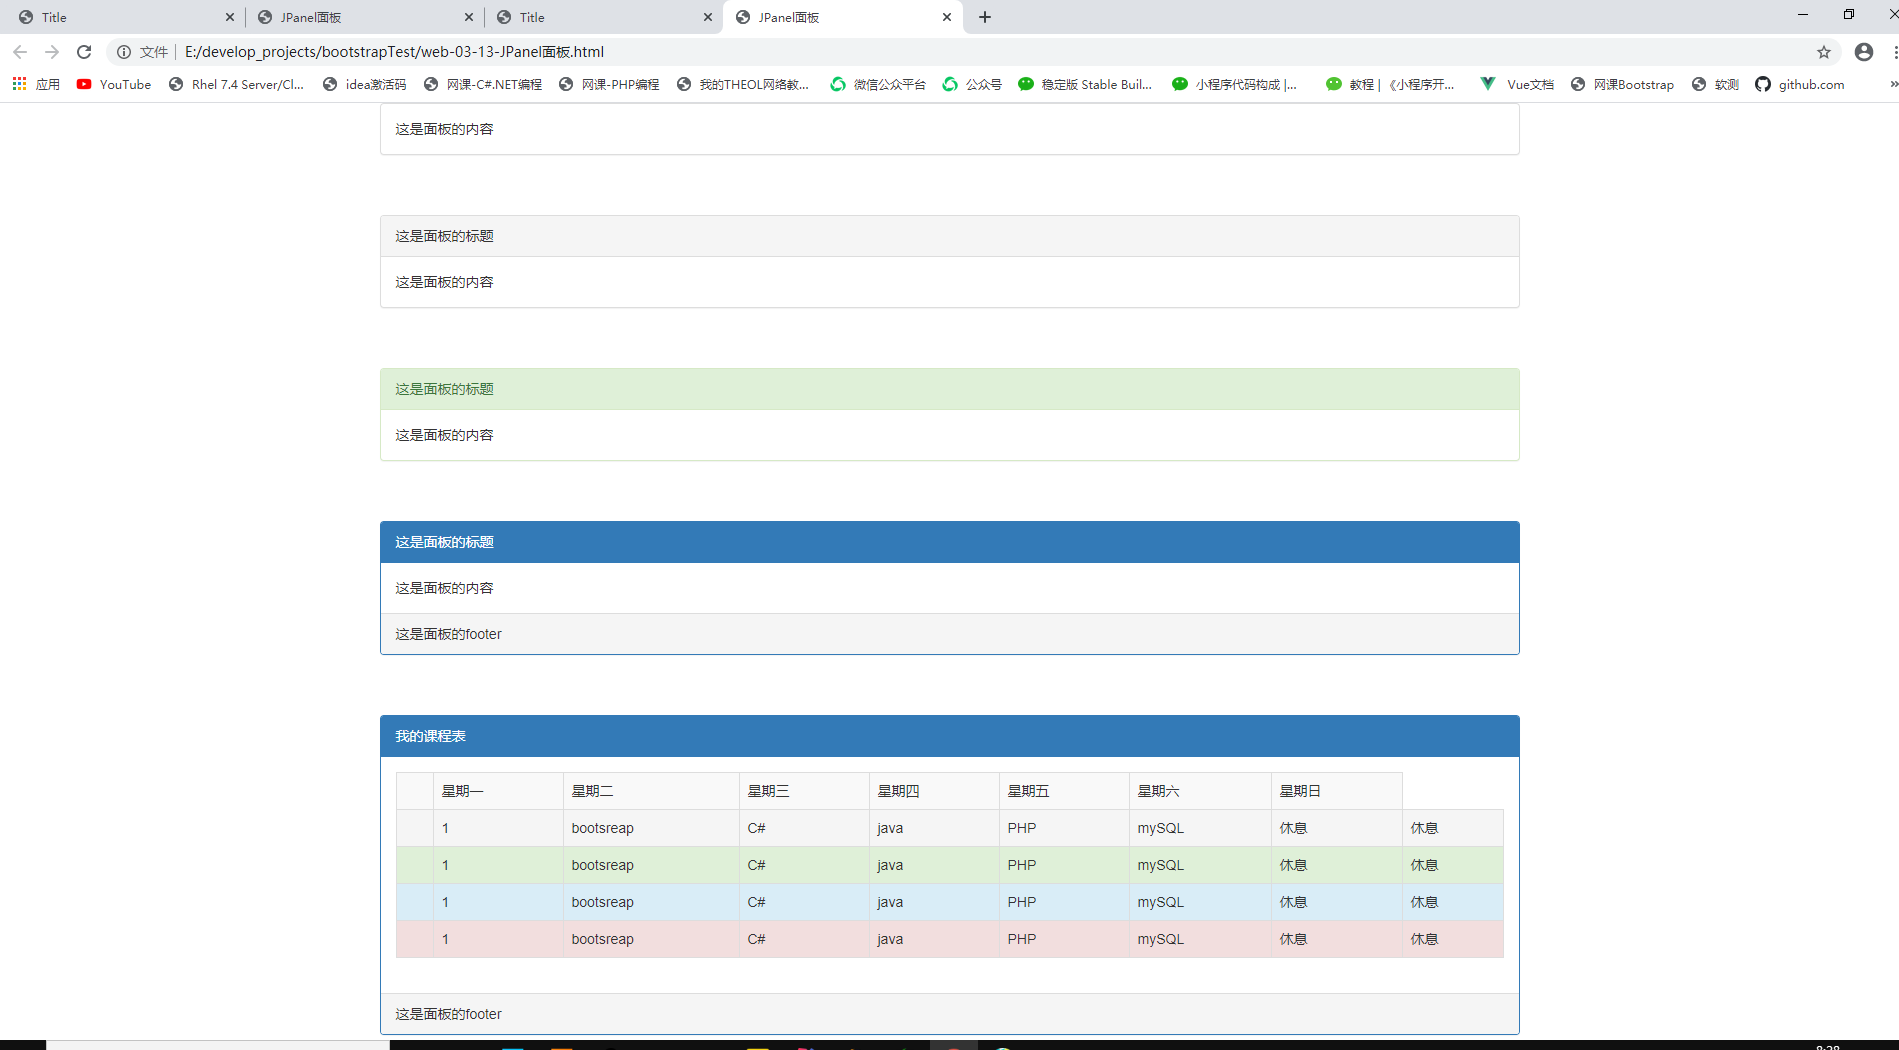 Title JPanel面板 Title JPanel面板
文件 E:/develop_projects/bootstrapTest/web-03-13-JPanel面板.html
应用 YouTube Rhel 7.4 Server/Cl... idea激活码 网课-C#.NET编程 网课-PHP编程 我的THEOL网络教... 微信公众平台 公众号 稳定版 Stable Buil... 小程序代码构成 |... 教程 | 《小程序开... Vue文档 网课Bootstrap 软测 github.com »
这是面板的内容
这是面板的标题
这是面板的内容
这是面板的标题
这是面板的内容
这是面板的标题
这是面板的内容
这是面板的footer
我的课程表
星期一 星期二 星期三 星期四 星期五 星期六 星期日
1 bootsreap C# java PHP mySQL 休息 休息
1 bootsreap C# java PHP mySQL 休息 休息
1 bootsreap C# java PHP mySQL 休息 休息
1 bootsreap C# java PHP mySQL 休息 休息
这是面板的footer